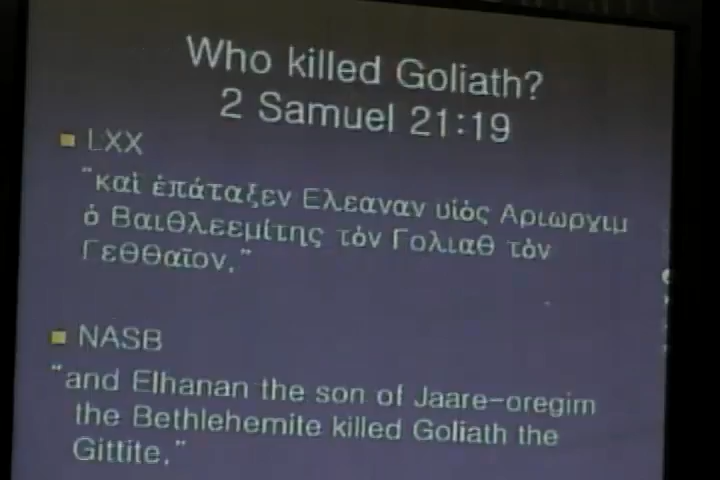 Who killed Goliath?
2 Samuel 21:19
LXX
"καὶ ἐπάταξεν Ελεαναν υἱὸς Αριωργιμ
ὁ Βαιθλεεμίτης τὸν Γολιαθ τὸν
Γεθθαῖον."
NASB
"and Elhanan the son of Jaare-oregim
the Bethlehemite killed Goliath the
Gittite."